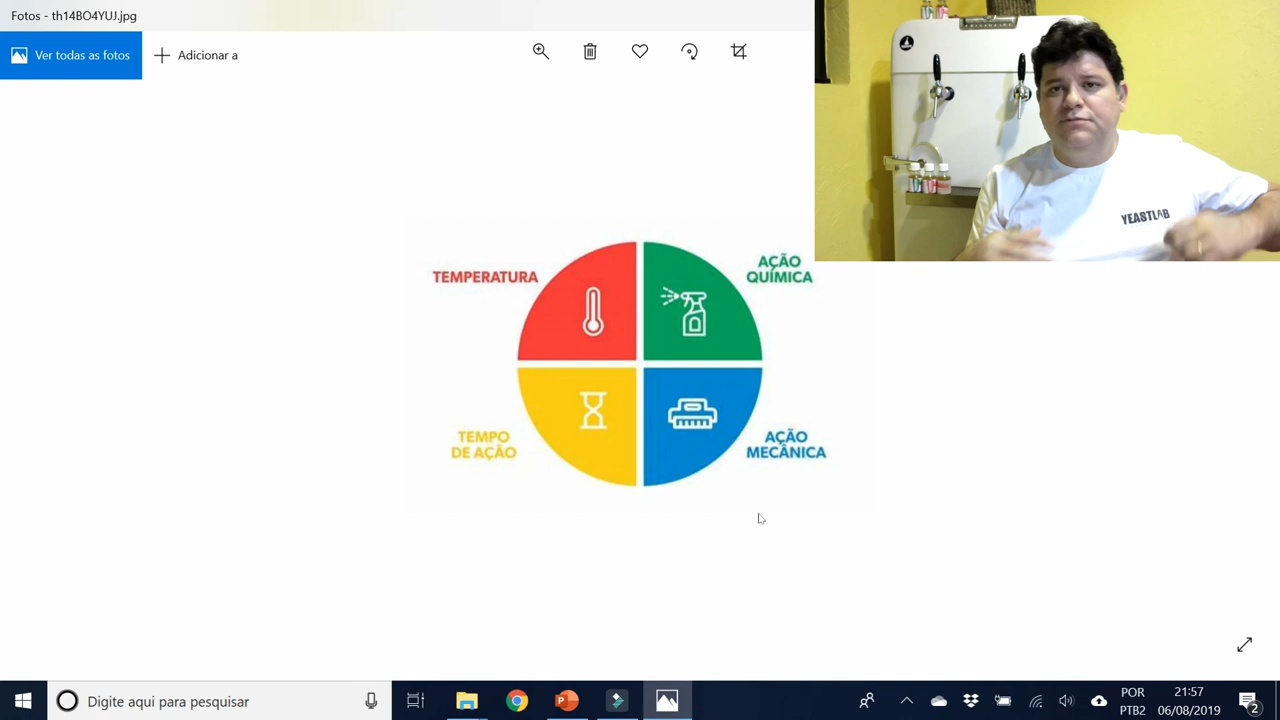 Fotos - th14BO4YUJ.jpg
Ver todas as fotos
Adicionar a
YEASTLAB
TEMPERATURA
AÇÃO
QUÍMICA
TEMPO
DE AÇÃO
AÇÃO
MECÂNICA
Digite aqui para pesquisar
POR
PTB2
21:57
06/08/2019
2